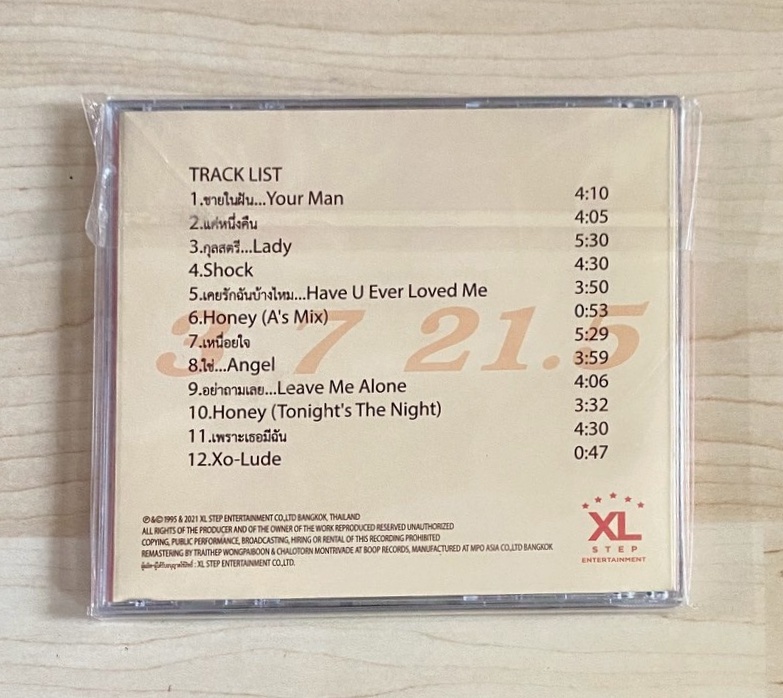 TRACK LIST
1.ชายในฝัน...Your Man 4:10
2.แค่หนึ่งคืน 4:05
3.กุลสตรี...Lady 5:30
4.Shock 4:30
5.เคยรักฉันบ้างไหม...Have U Ever Loved Me 3:50
6.Honey (A's Mix) 0:53
7.เหนื่อยใจ 5:29
8.ใช่...Angel 3:59
9.อย่าถามเลย...Leave Me Alone 4:06
10.Honey (Tonight's The Night) 3:32
11.เพราะเธอมีฉัน 4:30
12.Xo-Lude 0:47
3 7 21.5
℗&© 1995 & 2021 XL STEP ENTERTAINMENT CO.,LTD BANGKOK, THAILAND
ALL RIGHTS OF THE PRODUCER AND OF THE OWNER OF THE WORK REPRODUCED RESERVED UNAUTHORIZED
COPYING, PUBLIC PERFORMANCE, BROADCASTING, HIRING OR RENTAL OF THIS RECORDING PROHIBITED
REMASTERING BY TRAITHEP WONGPAIBOON & CHALOTORN MONTRIVADE AT BOOP RECORDS, MANUFACTURED AT MPO ASIA CO.,LTD BANGKOK
: XL STEP ENTERTAINMENT CO.,LTD.
XL
STEP
ENTERTAINMENT